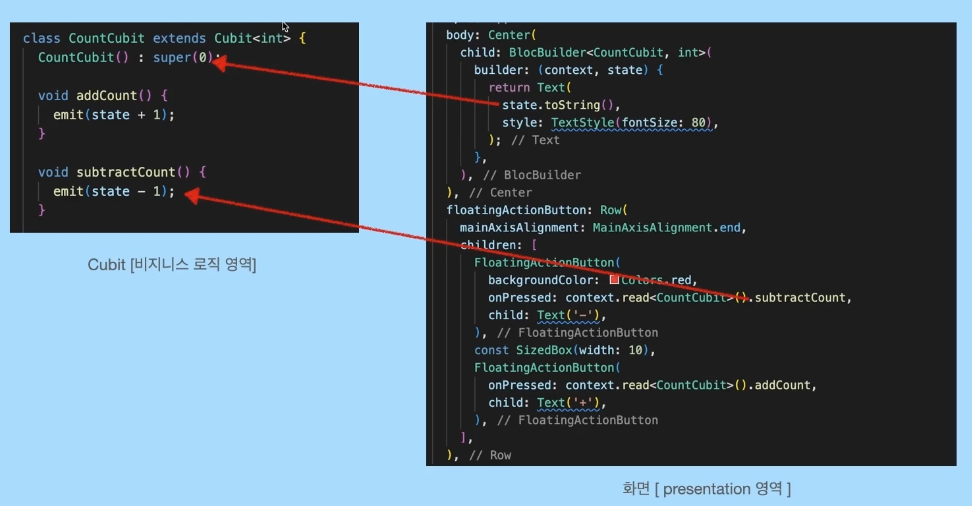 class CountCubit extends Cubit<int> {
CountCubit() : super(0);
void addCount() {
emit(state + 1);
}
void subtractCount() {
emit(state - 1);
}
Cubit [비지니스 로직 영역]
body: Center(
child: BlocBuilder<CountCubit, int>(
builder: (context, state) {
return Text(
state.toString(),
style: TextStyle(fontSize: 80),
); // Text
},
), // BlocBuilder
), // Center
floatingActionButton: Row(
mainAxisAlignment: MainAxisAlignment.end,
children: [
FloatingActionButton(
backgroundColor: Colors.red,
onPressed: context.read<CountCubit>().subtractCount,
child: Text('-'),
), // FloatingActionButton
const SizedBox(width: 10),
FloatingActionButton(
onPressed: context.read<CountCubit>().addCount,
child: Text('+'),
), // FloatingActionButton
],
), // Row
화면 [ presentation 영역 ]